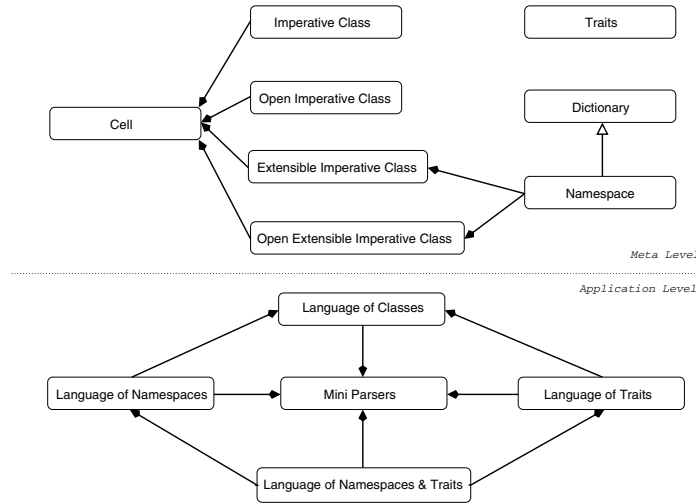 Imperative Class
Traits
Open Imperative Class
Dictionary
Cell
Extensible Imperative Class
Namespace
Open Extensible Imperative Class
Meta Level
Application Level
Language of Classes
Language of Namespaces
Mini Parsers
Language of Traits
Language of Namespaces & Traits